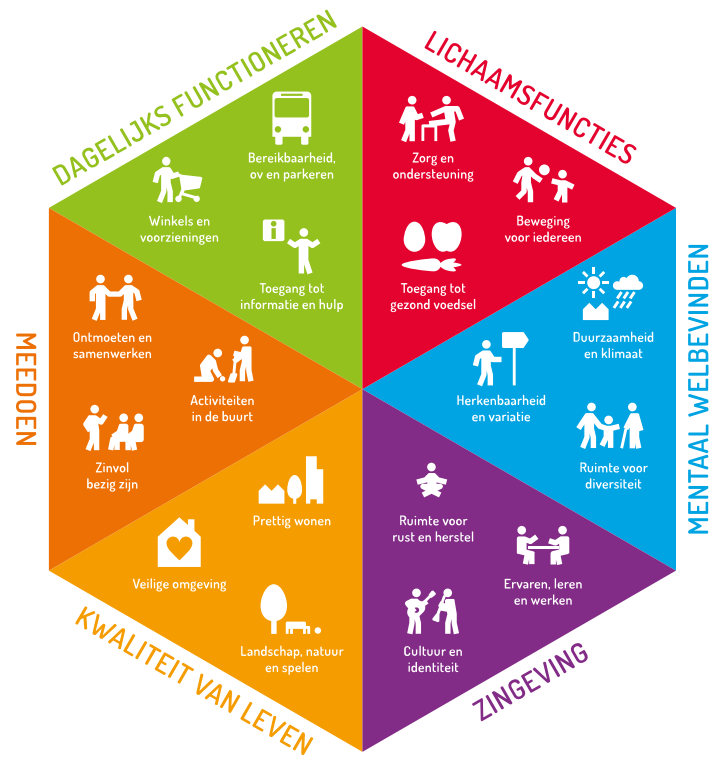 DAGELIJKS FUNCTIONEREN
Bereikbaarheid,
ov en parkeren
Winkels en
voorzieningen
i
Toegang tot
informatie en hulp
LICHAAMSFUNCTIES
Zorg en
ondersteuning
Beweging
voor iedereen
Toegang tot
gezond voedsel
MENTAAL WELBEVINDEN
Duurzaamheid
en klimaat
Herkenbaarheid
en variatie
Ruimte voor
diversiteit
ZINGEVING
Ruimte voor
rust en herstel
Ervaren, leren
en werken
Cultuur en
identiteit
KWALITEIT VAN LEVEN
Prettig wonen
Veilige omgeving
Landschap, natuur
en spelen
MEEDOEN
Ontmoeten en
samenwerken
Activiteiten
in de buurt
Zinvol
bezig zijn